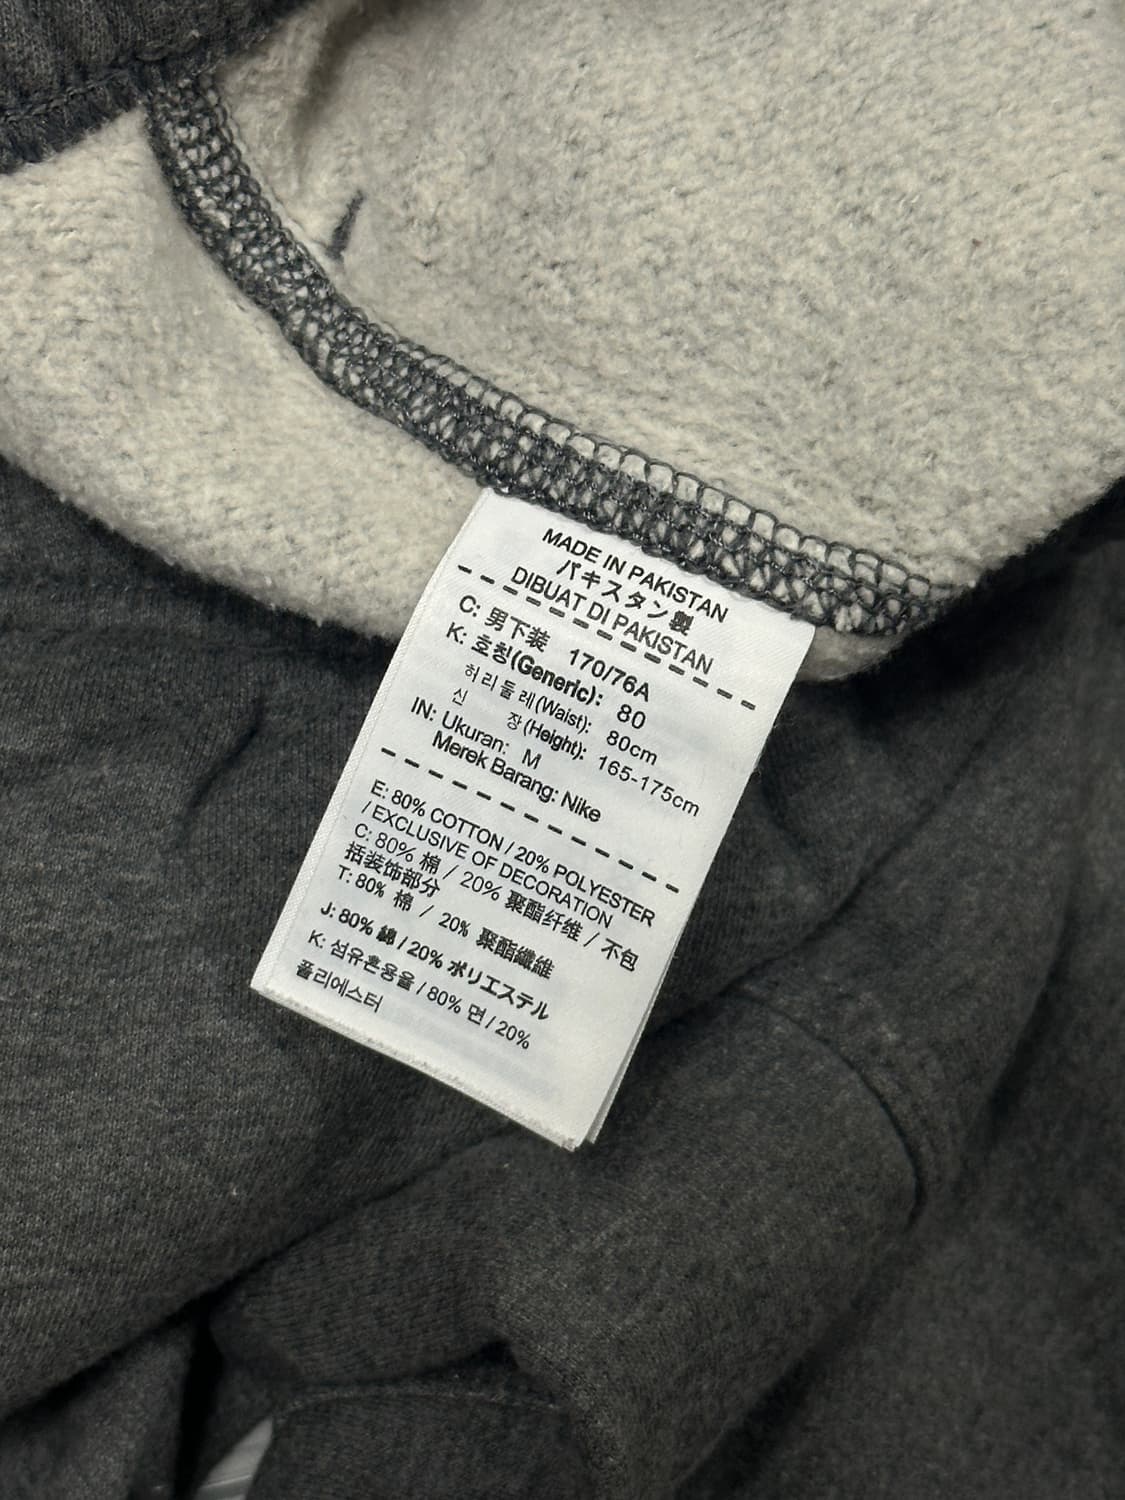 MADE IN PAKISTAN
パキスタン製
DIBUAT DI PAKISTAN
C: 男下装 170/76A
K: 호칭(Generic): 80
허리둘레(Waist): 80cm
신 장(Height): 165-175cm
IN: Ukuran: M
Merek Barang: Nike
E: 80% COTTON / 20% POLYESTER
/ EXCLUSIVE OF DECORATION
C: 80% 棉 / 20% 聚酯纤维 / 不包
括装饰部分
T: 80% 棉 / 20% 聚酯纖維
J: 80% 綿 / 20% ポリエステル
K: 섬유혼용율 / 80% 면 / 20%
폴리에스터